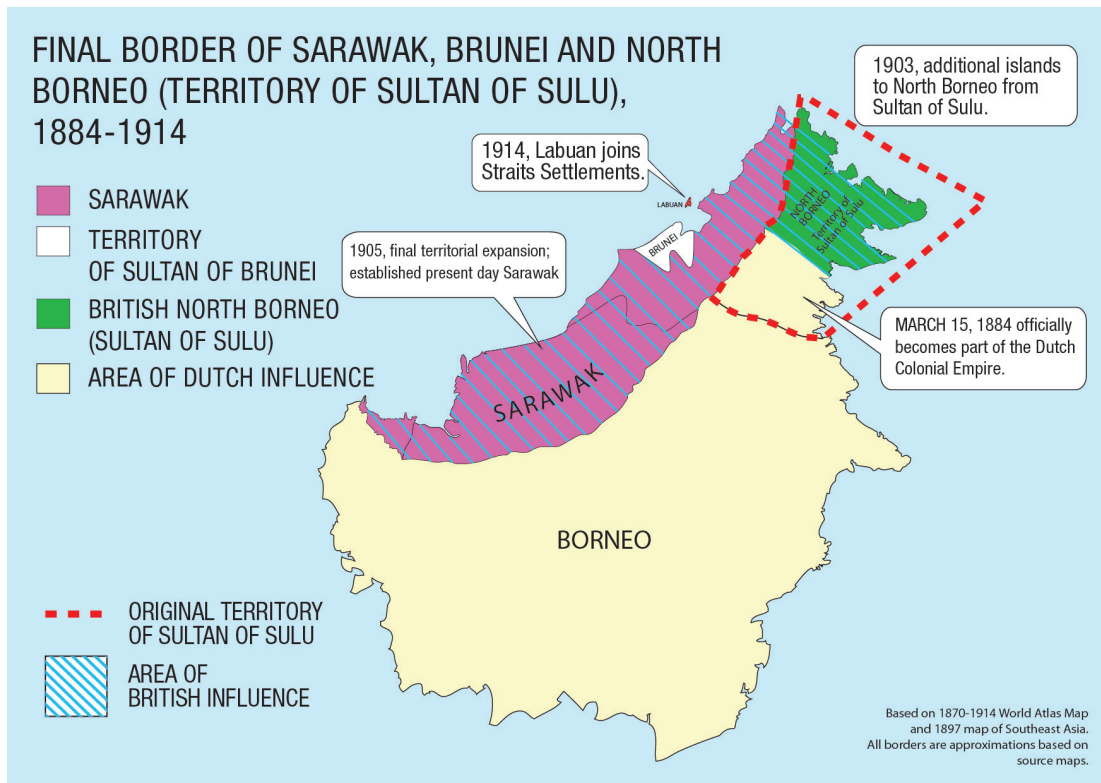 FINAL BORDER OF SARAWAK, BRUNEI AND NORTH
BORNEO (TERRITORY OF SULTAN OF SULU),
1884-1914
1903, additional islands
to North Borneo from
Sultan of Sulu.
1914, Labuan joins
Straits Settlements.
SARAWAK
TERRITORY
OF SULTAN OF BRUNEI
BRITISH NORTH BORNEO
(SULTAN OF SULU)
AREA OF DUTCH INFLUENCE
LABUAN
NORTH
BORNEO
Territory of
Sultan of Sulu
BRUNEI
1905, final territorial expansion;
established present day Sarawak
MARCH 15, 1884 officially
becomes part of the Dutch
Colonial Empire.
SARAWAK
BORNEO
ORIGINAL TERRITORY
OF SULTAN OF SULU
AREA OF
BRITISH INFLUENCE
Based on 1870-1914 World Atlas Map
and 1897 map of Southeast Asia.
All borders are approximations based on
source maps.